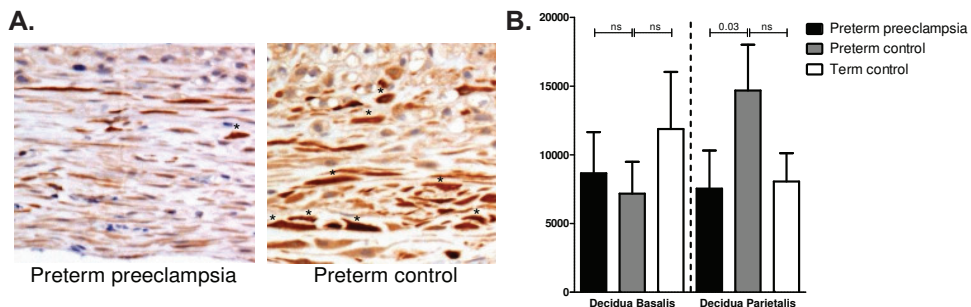 A.
*
Preterm preeclampsia
* * * * * * * *
Preterm control
B.
20000
15000
10000
5000
0
ns ns 0.03 ns
Decidua Basalis Decidua Parietalis
Preterm preeclampsia
Preterm control
Term control